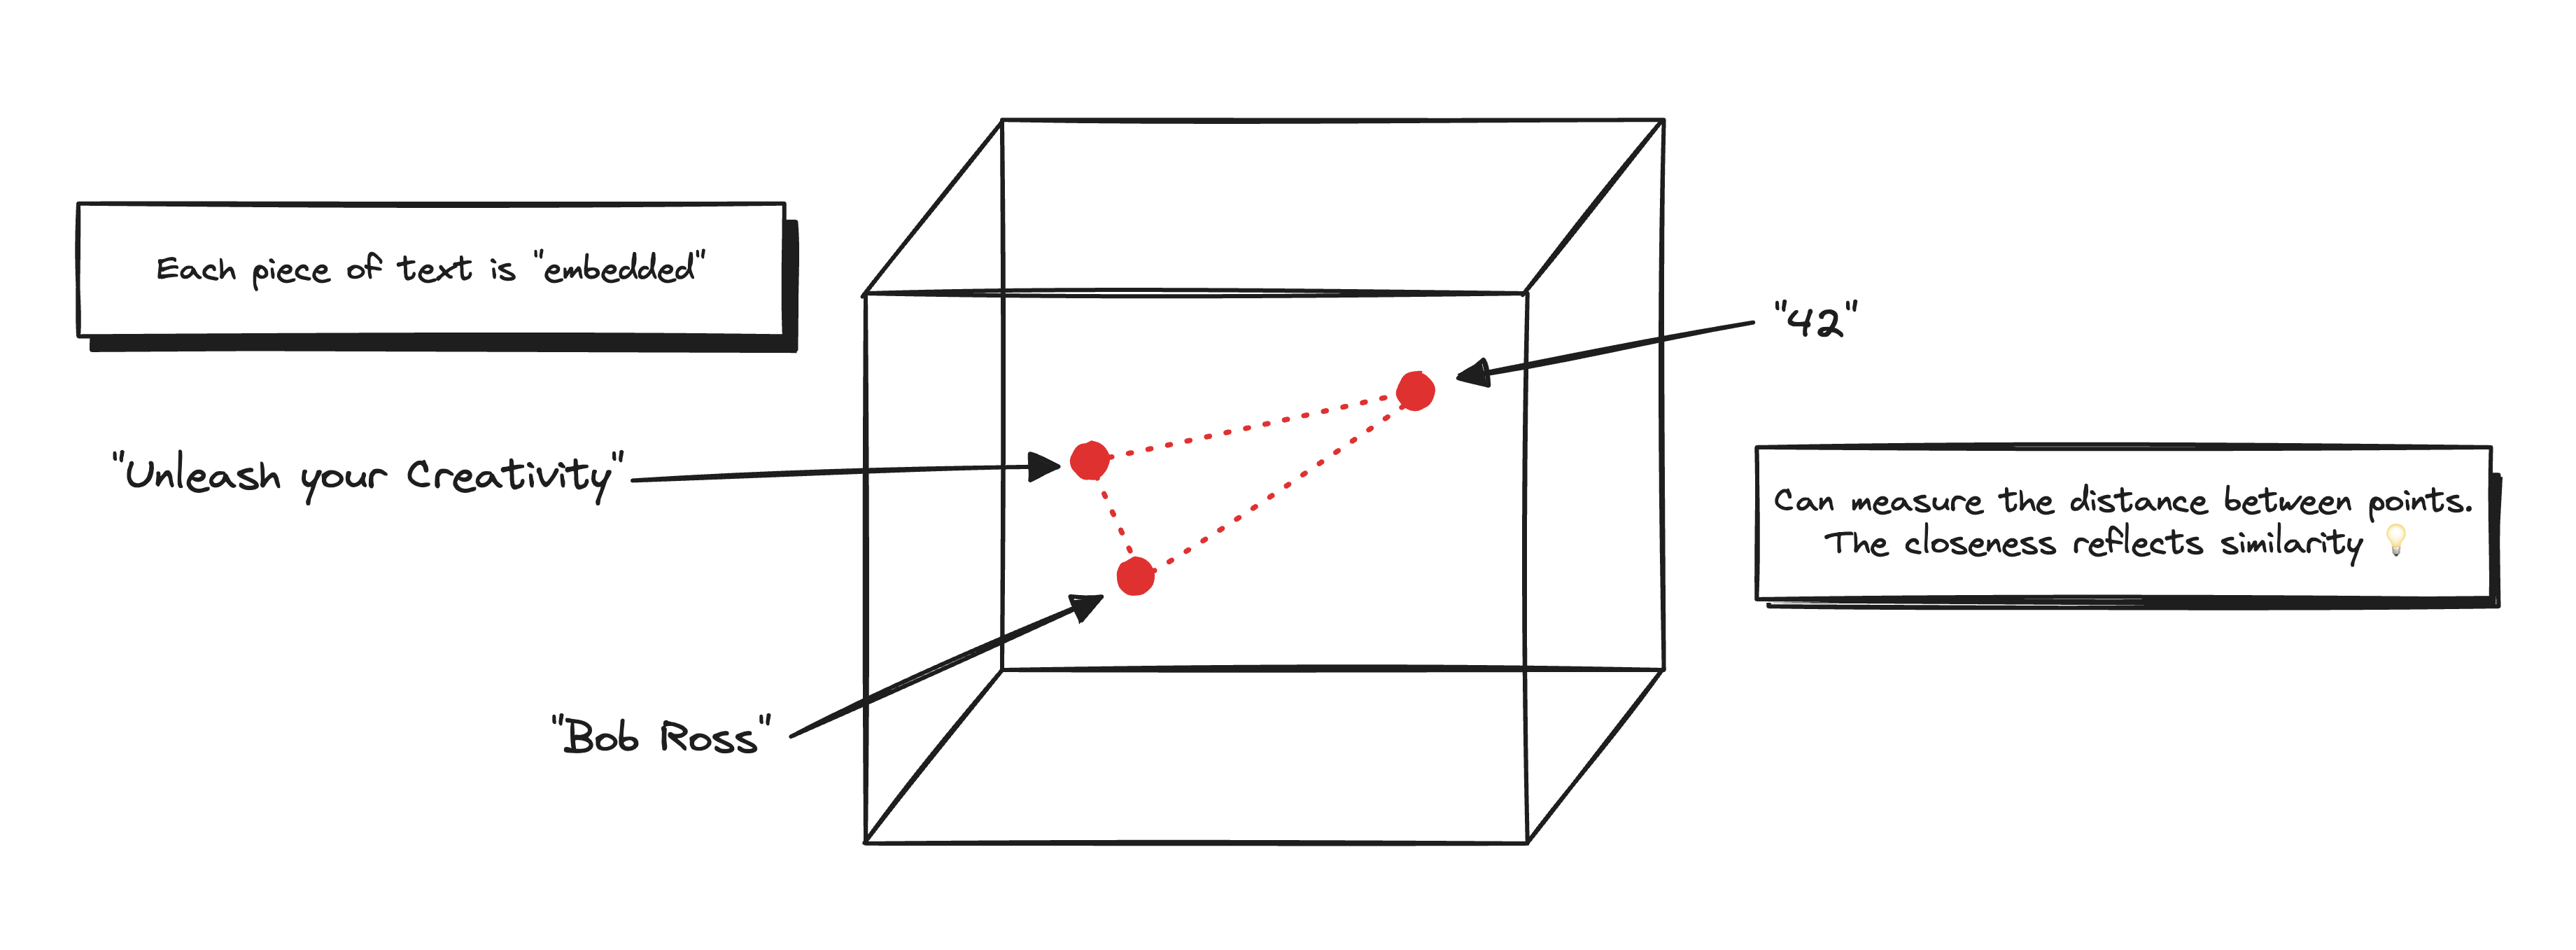 Each piece of text is "embedded"
"42"
"Unleash your Creativity"
Can measure the distance between points.
The closeness reflects similarity 💡
"Bob Ross"